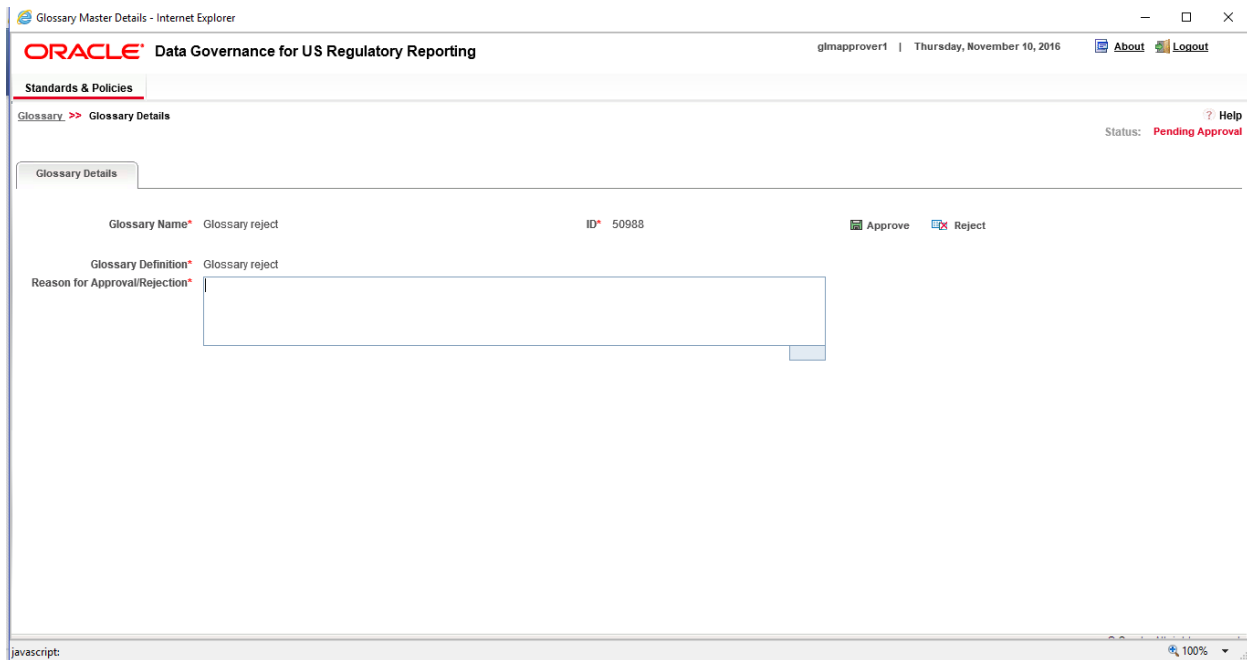 Glossary Master Details - Internet Explorer
ORACLE® Data Governance for US Regulatory Reporting
glmapprover1 | Thursday, November 10, 2016 About Logout
Standards & Policies
Glossary >> Glossary Details
? Help
Status: Pending Approval
Glossary Details
Glossary Name* Glossary reject ID* 50988 Approve Reject
Glossary Definition* Glossary reject
Reason for Approval/Rejection*
javascript:
100%